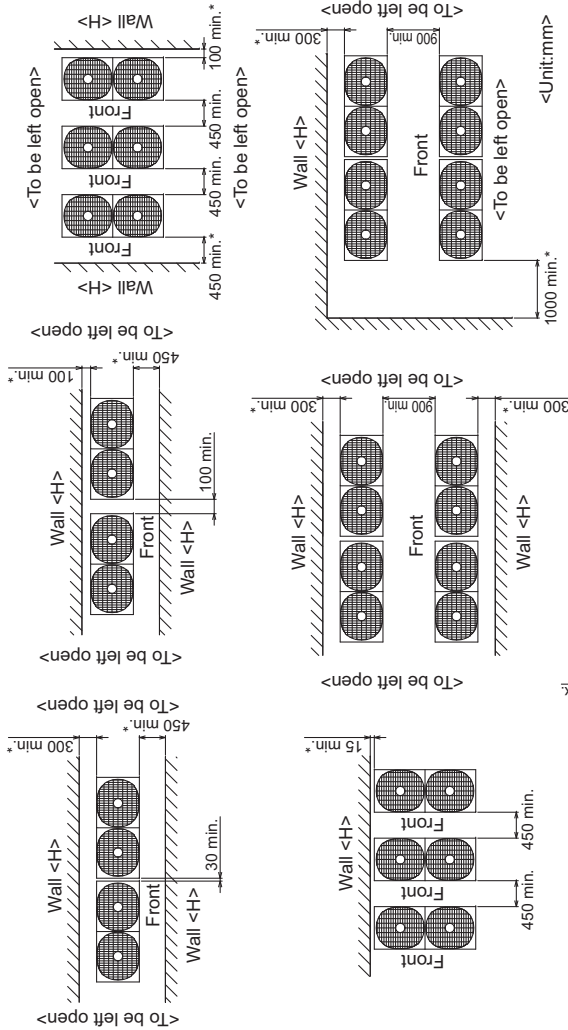 <To be left open>
300 min.*
Wall <H>
Front
Wall <H>
450 min.*
30 min.
<To be left open>
<To be left open>
100 min.*
Wall <H>
Front
Wall <H>
450 min.*
100 min.
<To be left open>
<To be left open>
Wall <H>
Front
Front
Wall <H>
450 min.*
450 min.
450 min.
100 min.*
<To be left open>
15 min.*
Wall <H>
Front
Front
Front
450 min.
450 min.
<To be left open>
300 min.*
Wall <H>
900 min.
Front
Wall <H>
300 min.*
<To be left open>
<To be left open>
300 min.*
Wall <H>
900 min.
Front
<To be left open>
1000 min.*
<Unit:mm>